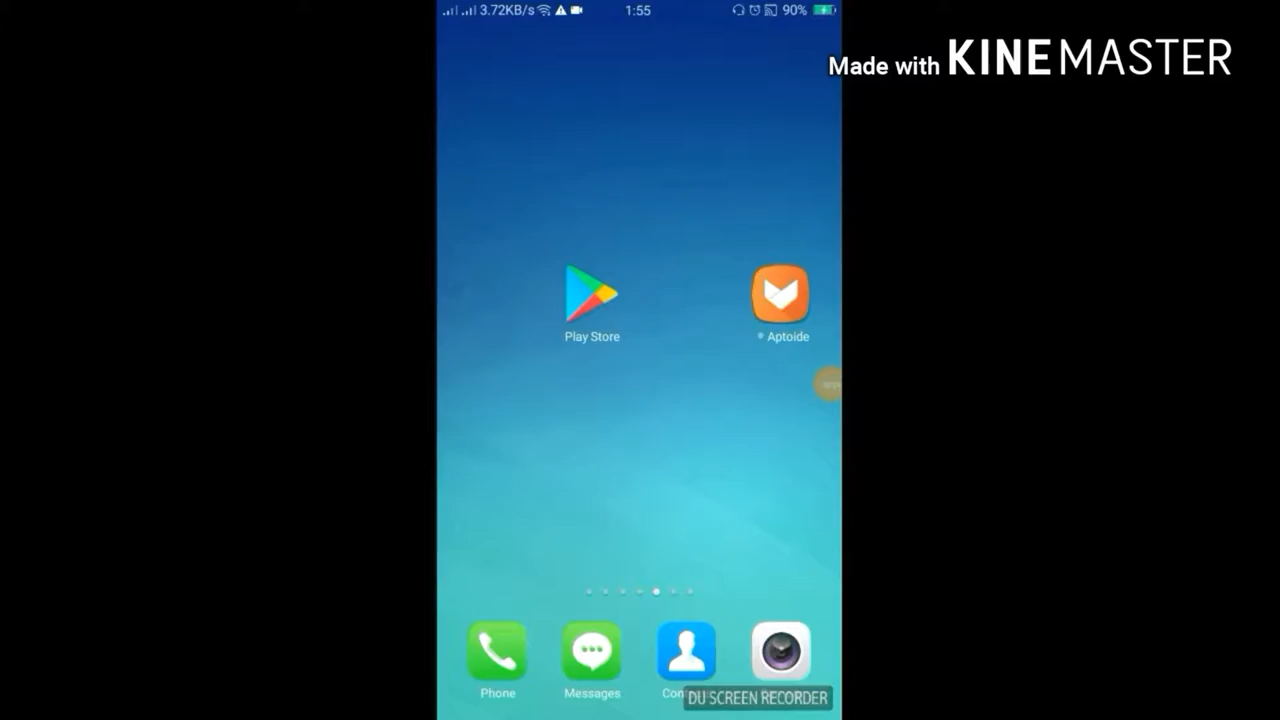 3.72KB/s 1:55 90%
Made with KINEMASTER
Play Store
Aptoide
Phone
Messages
DU SCREEN RECORDER